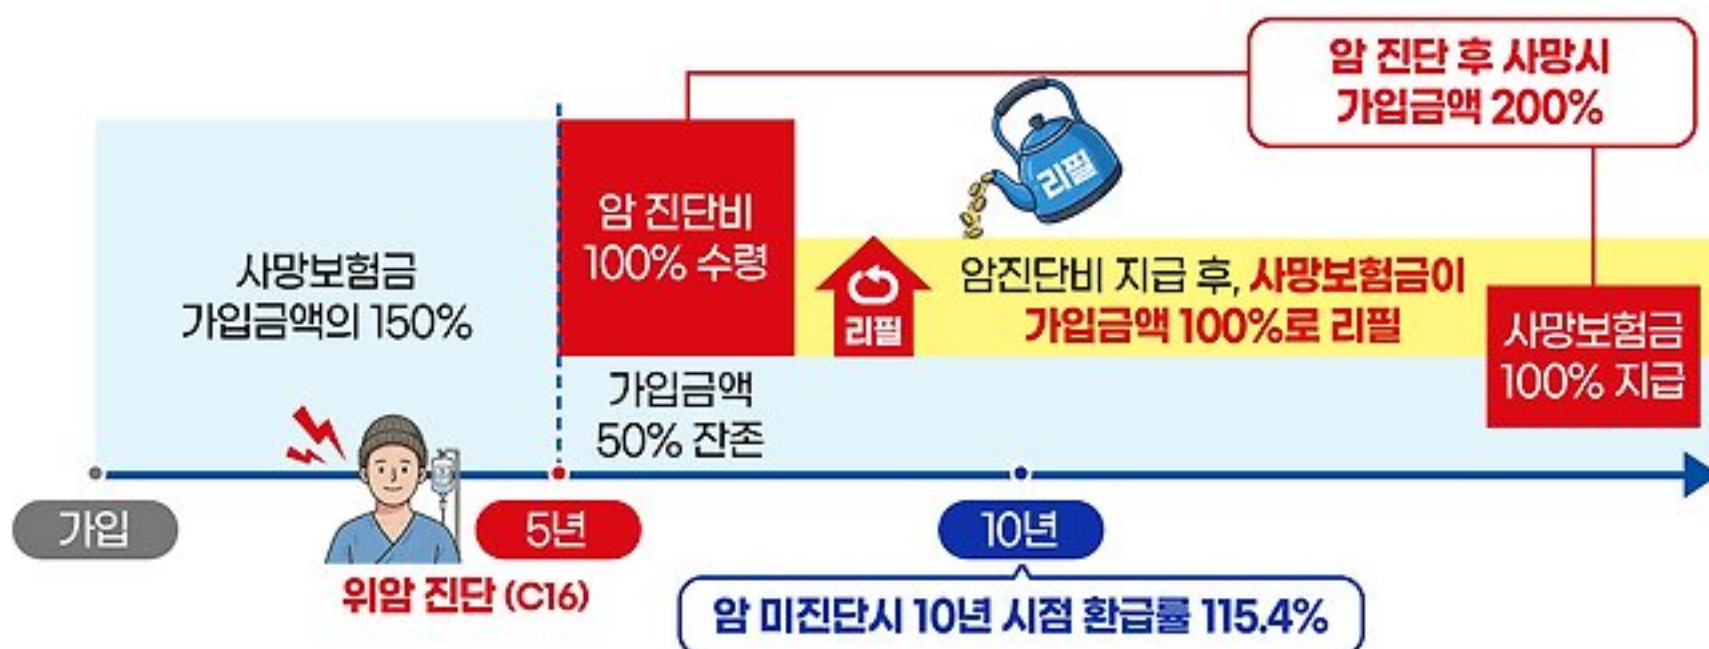 암 진단 후 사망시
가입금액 200%
리필
암 진단비
100% 수령
사망보험금
가입금액의 150%
리필
암진단비 지급 후, 사망보험금이
가입금액 100%로 리필
사망보험금
100% 지급
가입금액
50% 잔존
가입
5년
10년
위암 진단 (C16)
암 미진단시 10년 시점 환급률 115.4%